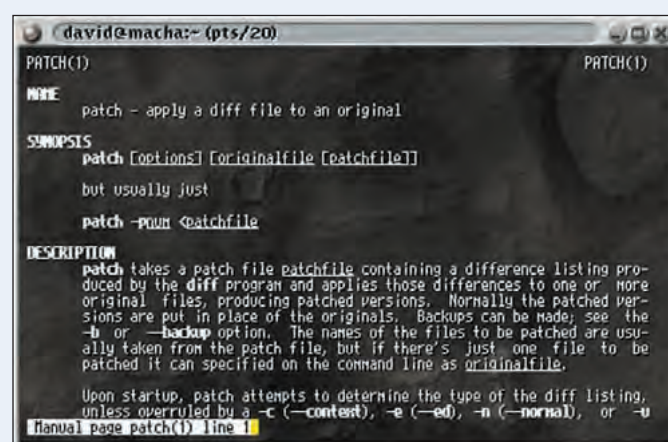 david@macha:~ (pts/20)
PATCH(1) PATCH(1)
NAME
patch - apply a diff file to an original
SYNOPSIS
patch [options] [originalfile [patchfile]]
but usually just
patch -pnum <patchfile
DESCRIPTION
patch takes a patch file patchfile containing a difference listing pro-
duced by the diff program and applies those differences to one or more
original files, producing patched versions. Normally the patched ver-
sions are put in place of the originals. Backups can be made; see the
-b or --backup option. The names of the files to be patched are usu-
ally taken from the patch file, but if there's just one file to be
patched it can specified on the command line as originalfile.
Upon startup, patch attempts to determine the type of the diff listing,
unless overruled by a -c (--context), -e (--ed), -n (--normal), or -u
Manual page patch(1) line 1